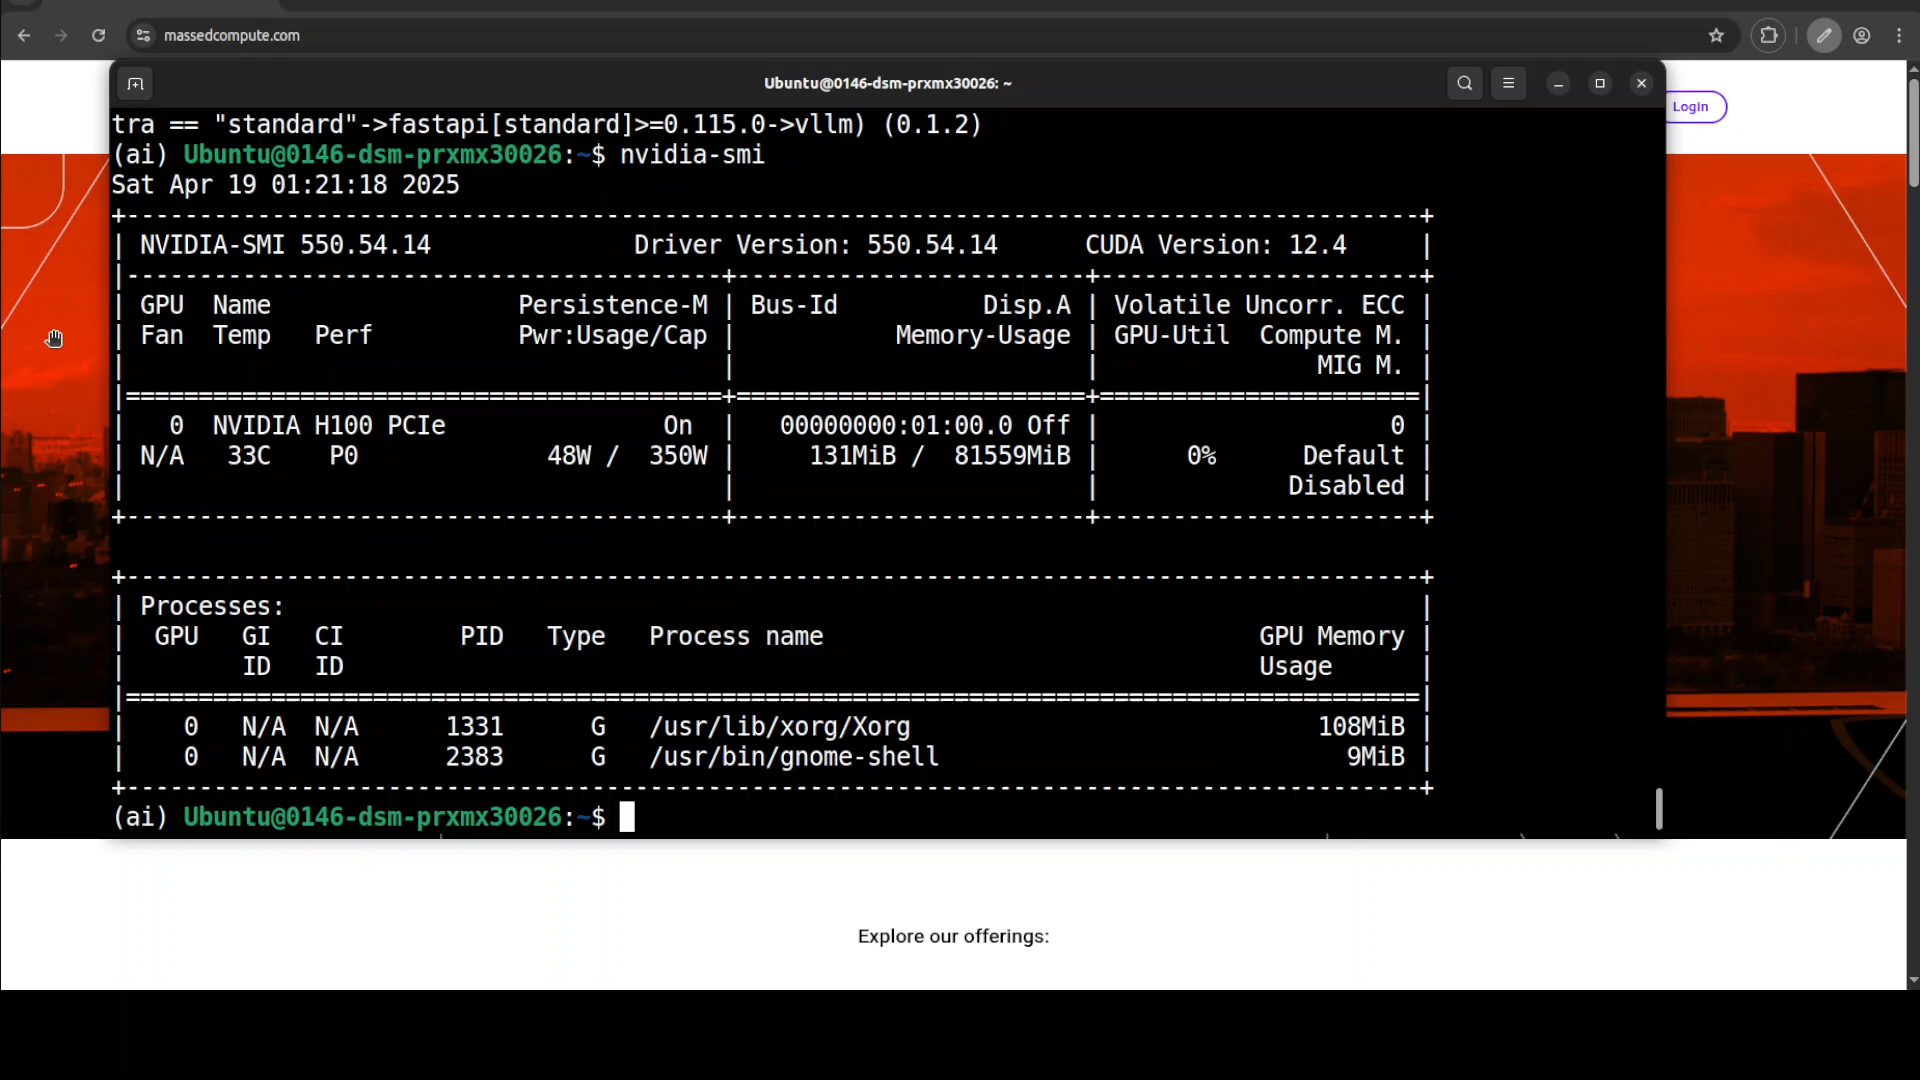 massedcompute.com
Ubuntu@0146-dsm-prxmx30026: ~
Login
tra == "standard"->fastapi[standard]>=0.115.0->vllm) (0.1.2)
(ai) Ubuntu@0146-dsm-prxmx30026:~$ nvidia-smi
Sat Apr 19 01:21:18 2025
+-----------------------------------------------------------------------------------------+
| NVIDIA-SMI 550.54.14              Driver Version: 550.54.14      CUDA Version: 12.4     |
|-----------------------------------------+------------------------+----------------------+
| GPU  Name                 Persistence-M | Bus-Id          Disp.A | Volatile Uncorr. ECC |
| Fan  Temp   Perf          Pwr:Usage/Cap |           Memory-Usage | GPU-Util  Compute M. |
|                                         |                        |               MIG M. |
|=========================================+========================+======================|
|   0  NVIDIA H100 PCIe               On  |   00000000:01:00.0 Off |                    0 |
| N/A   33C    P0              48W /  350W |     131MiB /  81559MiB |      0%      Default |
|                                         |                        |             Disabled |
+-----------------------------------------+------------------------+----------------------+
+-----------------------------------------------------------------------------------------+
| Processes:                                                                              |
|  GPU   GI   CI        PID   Type   Process name                              GPU Memory |
|        ID   ID                                                               Usage      |
|=========================================================================================|
|    0   N/A  N/A      1331      G   /usr/lib/xorg/Xorg                            108MiB |
|    0   N/A  N/A      2383      G   /usr/bin/gnome-shell                            9MiB |
+-----------------------------------------------------------------------------------------+
(ai) Ubuntu@0146-dsm-prxmx30026:~$
Explore our offerings: